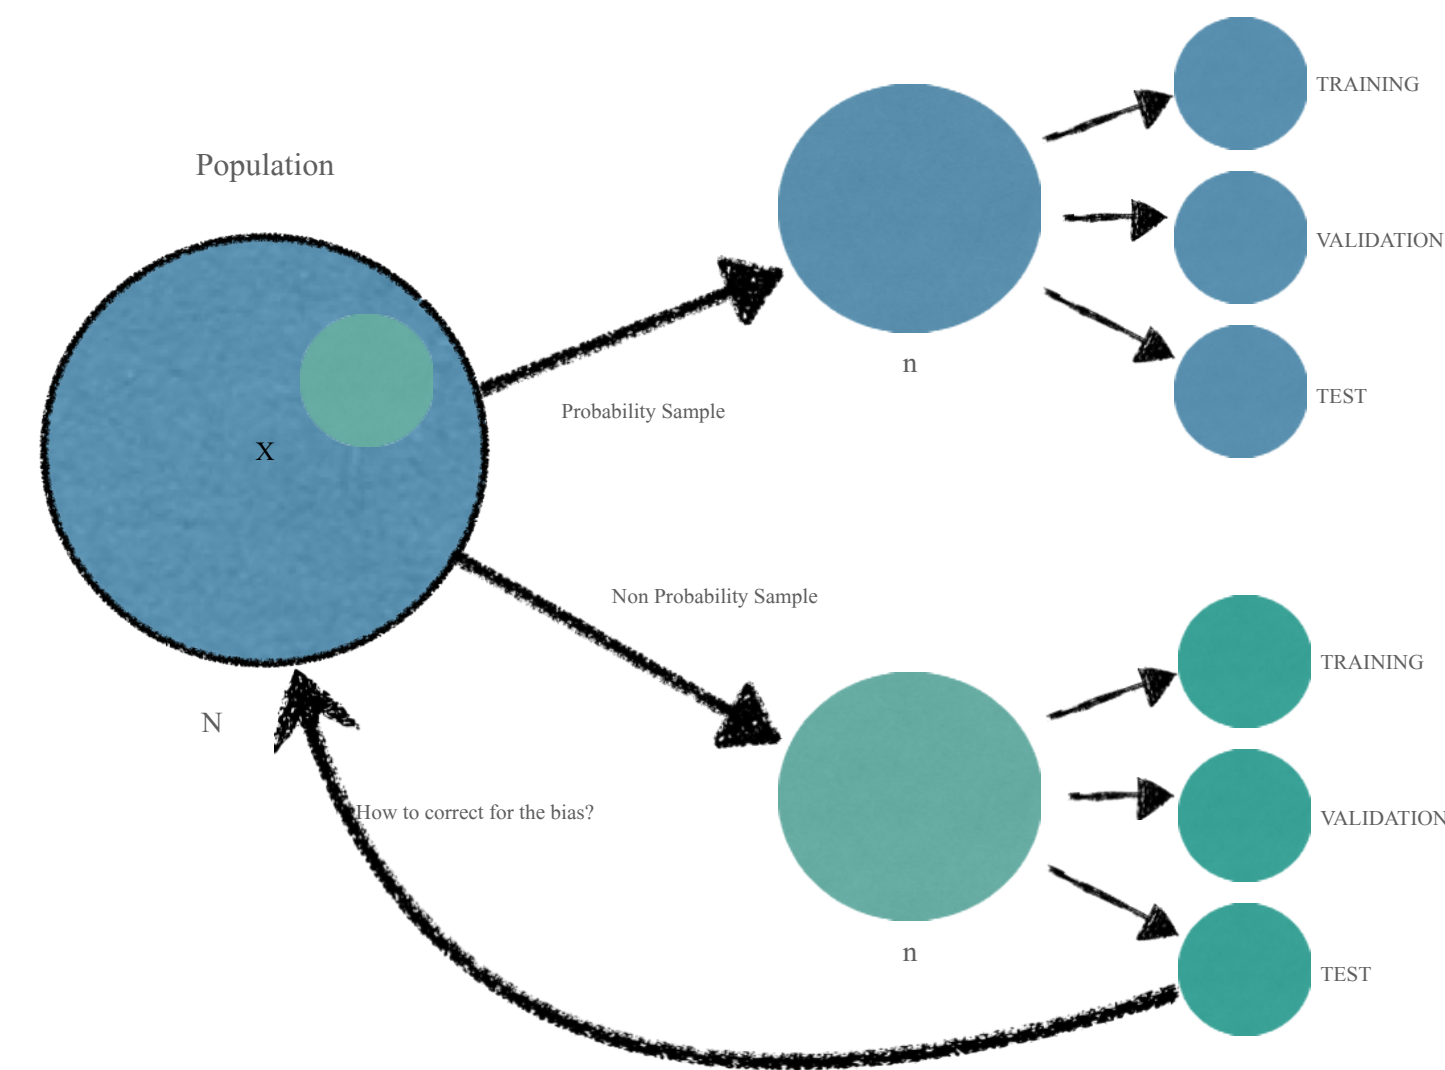 Population
X
N
Probability Sample
n
TRAINING
VALIDATION
TEST
Non Probability Sample
n
TRAINING
VALIDATION
TEST
How to correct for the bias?